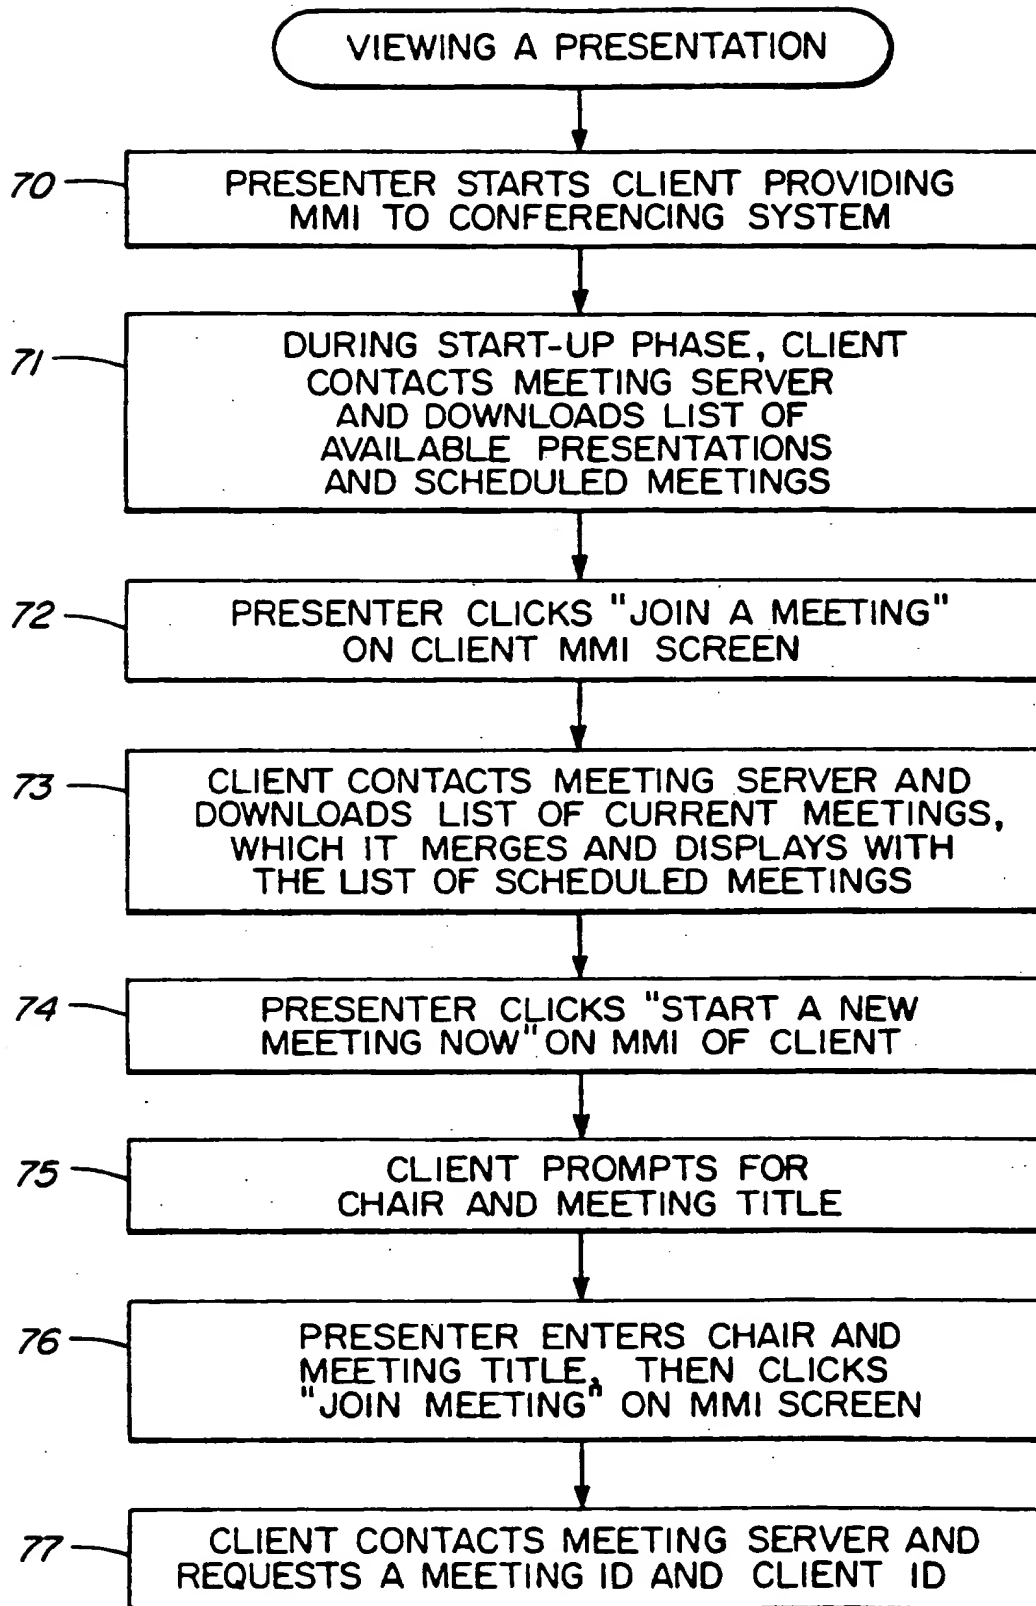 VIEWING A PRESENTATION
70
PRESENTER STARTS CLIENT PROVIDING
MMI TO CONFERENCING SYSTEM
71
DURING START-UP PHASE, CLIENT
CONTACTS MEETING SERVER
AND DOWNLOADS LIST OF
AVAILABLE PRESENTATIONS
AND SCHEDULED MEETINGS
72
PRESENTER CLICKS "JOIN A MEETING"
ON CLIENT MMI SCREEN
73
CLIENT CONTACTS MEETING SERVER AND
DOWNLOADS LIST OF CURRENT MEETINGS,
WHICH IT MERGES AND DISPLAYS WITH
THE LIST OF SCHEDULED MEETINGS
74
PRESENTER CLICKS "START A NEW
MEETING NOW" ON MMI OF CLIENT
75
CLIENT PROMPTS FOR
CHAIR AND MEETING TITLE
76
PRESENTER ENTERS CHAIR AND
MEETING TITLE, THEN CLICKS
"JOIN MEETING" ON MMI SCREEN
77
CLIENT CONTACTS MEETING SERVER AND
REQUESTS A MEETING ID AND CLIENT ID